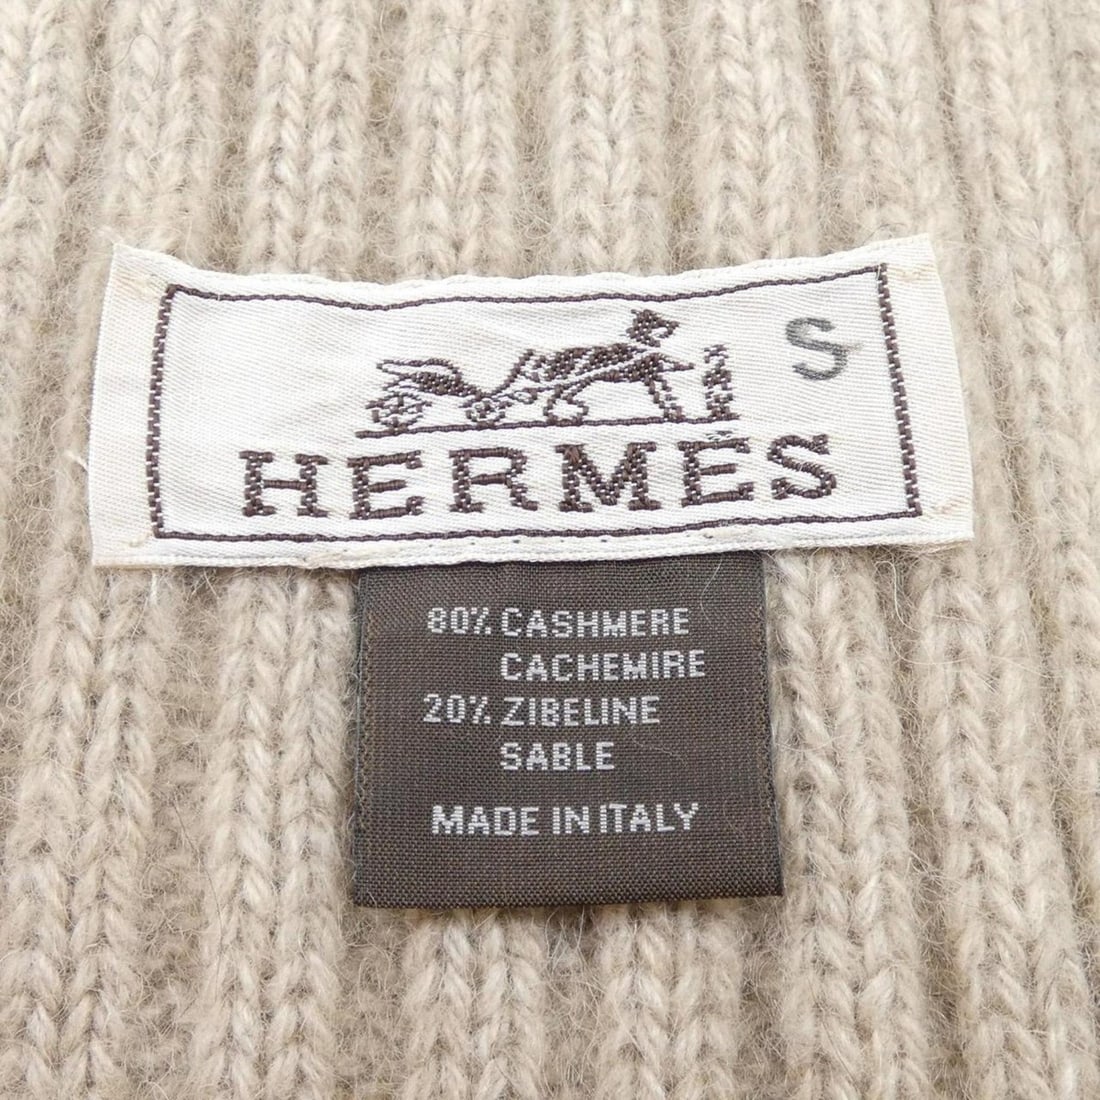 S
HERMÈS
80% CASHMERE
CACHEMIRE
20% ZIBELINE
SABLE
MADE IN ITALY